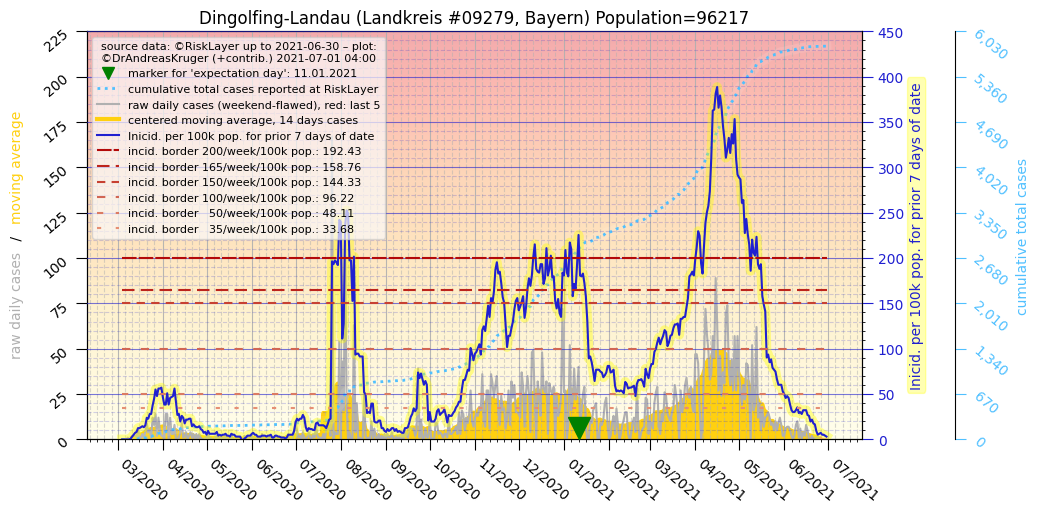 Dingolfing-Landau (Landkreis #09279, Bayern) Population=96217
source data: ©RiskLayer up to 2021-06-30 – plot:
©DrAndreasKruger (+contrib.) 2021-07-01 04:00
marker for 'expectation day': 11.01.2021
cumulative total cases reported at RiskLayer
raw daily cases (weekend-flawed), red: last 5
centered moving average, 14 days cases
Inicid. per 100k pop. for prior 7 days of date
incid. border 200/week/100k pop.: 192.43
incid. border 165/week/100k pop.: 158.76
incid. border 150/week/100k pop.: 144.33
incid. border 100/week/100k pop.: 96.22
incid. border   50/week/100k pop.: 48.11
incid. border   35/week/100k pop.: 33.68
raw daily cases  /  moving average
225
200
175
150
125
100
75
50
25
0
450
400
350
300
250
200
150
100
50
0
Inicid. per 100k pop. for prior 7 days of date
6,030
5,360
4,690
4,020
3,350
2,680
2,010
1,340
670
0
cumulative total cases
03/2020
04/2020
05/2020
06/2020
07/2020
08/2020
09/2020
10/2020
11/2020
12/2020
01/2021
02/2021
03/2021
04/2021
05/2021
06/2021
07/2021